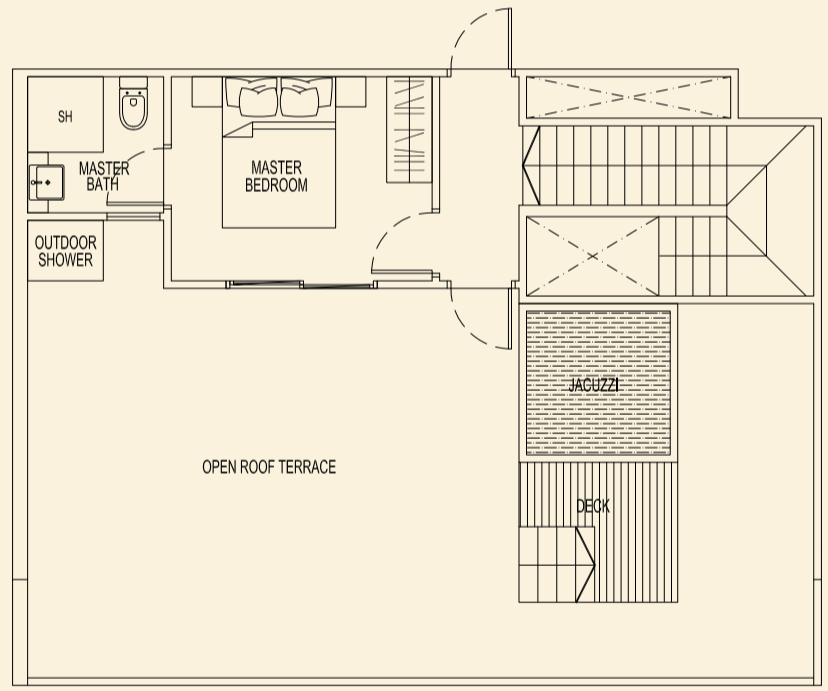 SH
MASTER
BATH
MASTER
BEDROOM
OUTDOOR
SHOWER
JACUZZI
OPEN ROOF TERRACE
DECK